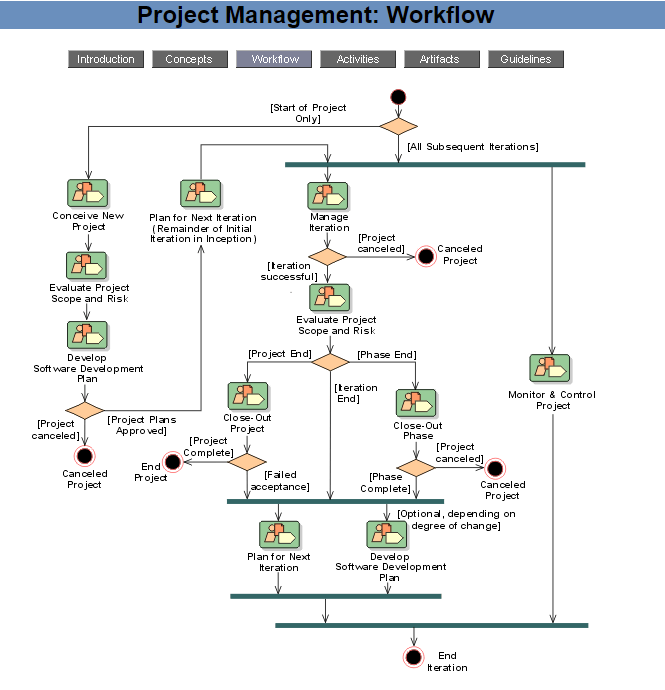 Project Management: Workflow
Introduction
Concepts
Workflow
Activities
Artifacts
Guidelines
[Start of Project
Only]
[All Subsequent Iterations]
Conceive New
Project
Plan for Next Iteration
(Remainder of Initial
Iteration in Inception)
Manage
Iteration
[Project
canceled]
Canceled
Project
[Iteration
successful]
Evaluate Project
Scope and Risk
Evaluate Project
Scope and Risk
Develop
Software Development
Plan
[Project End]
[Phase End]
[Iteration
End]
Monitor & Control
Project
[Project
canceled]
[Project Plans
Approved]
Close-Out
Project
Close-Out
Phase
Canceled
Project
[Project
Complete]
End
Project
[Failed
acceptance]
[Project
canceled]
Canceled
Project
[Phase
Complete]
[Optional, depending on
degree of change]
Plan for Next
Iteration
Develop
Software Development
Plan
End
Iteration